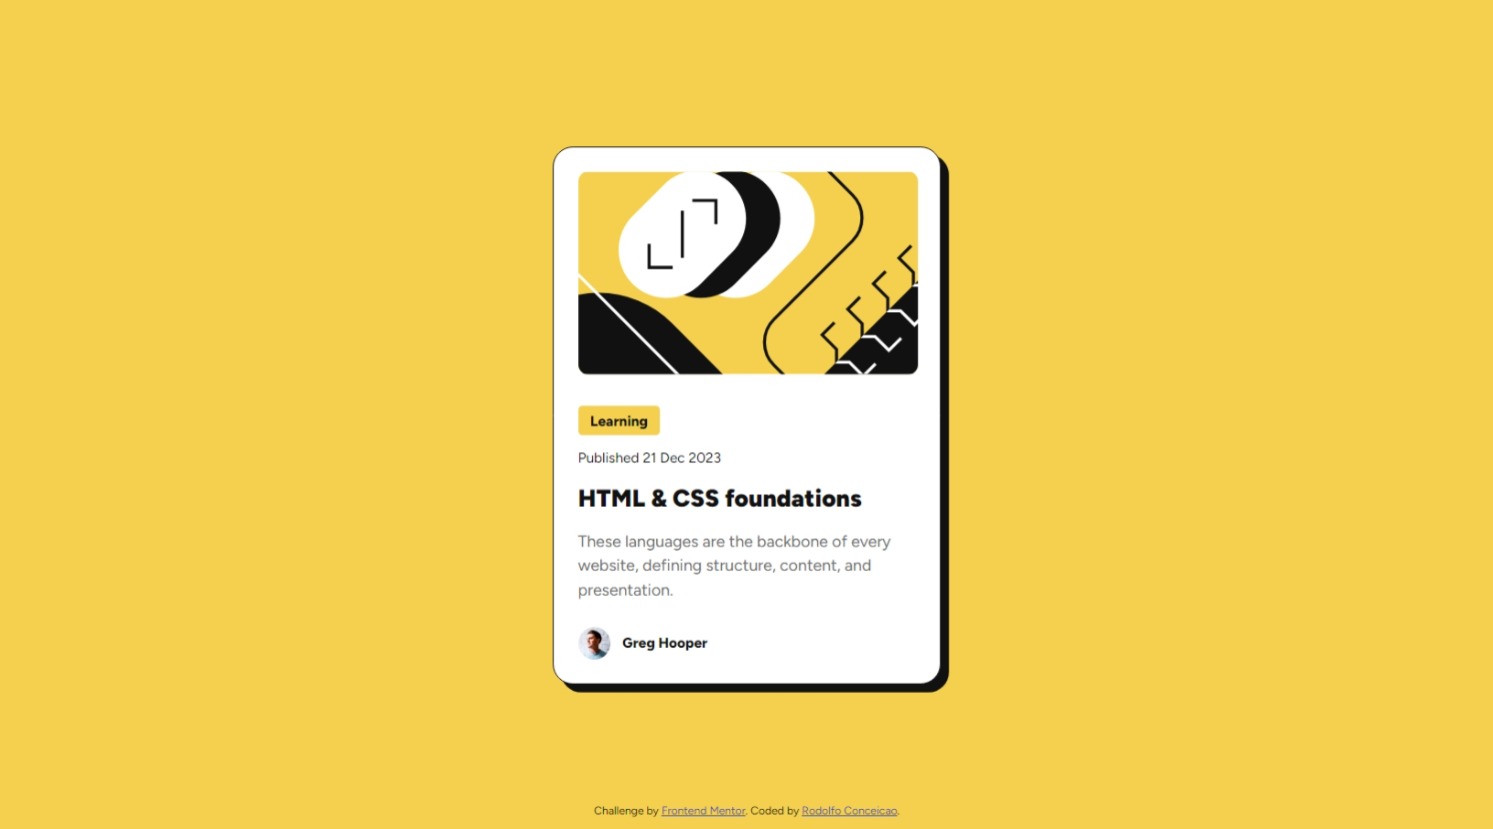 Learning
Published 21 Dec 2023
HTML & CSS foundations
These languages are the backbone of every
website, defining structure, content, and
presentation.
Greg Hooper
Challenge by Frontend Mentor. Coded by Rodolfo Conceicao.